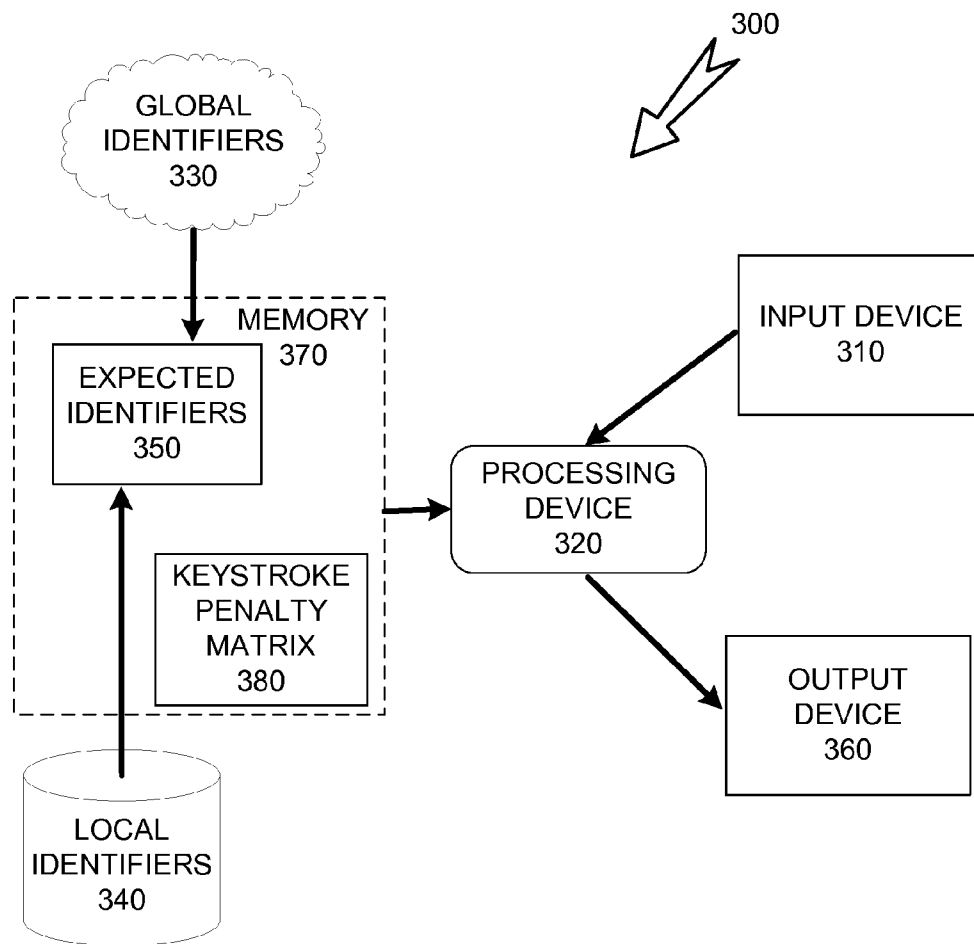 300
GLOBAL
IDENTIFIERS
330
MEMORY
370
EXPECTED
IDENTIFIERS
350
INPUT DEVICE
310
PROCESSING
DEVICE
320
KEYSTROKE
PENALTY
MATRIX
380
OUTPUT
DEVICE
360
LOCAL
IDENTIFIERS
340